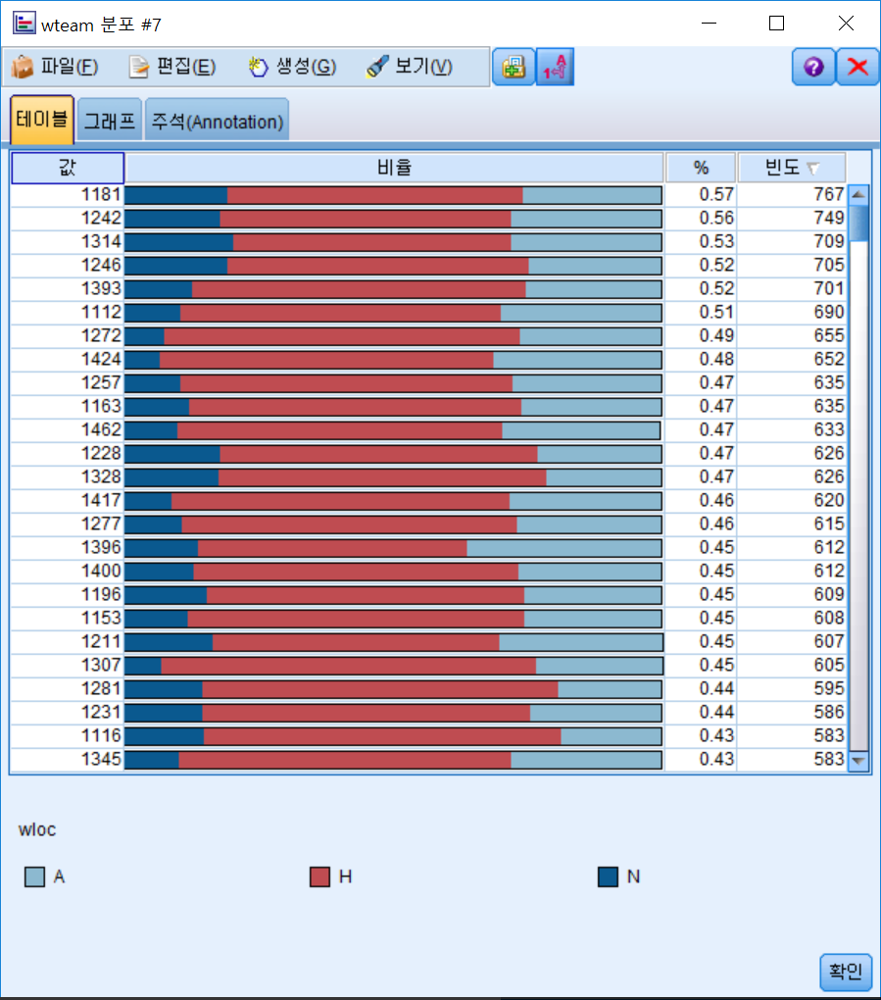 wteam 분포 #7
파일(F) 편집(E) 생성(G) 보기(V)
테이블 그래프 주석(Annotation)
값 비율 % 빈도
1181 0.57 767
1242 0.56 749
1314 0.53 709
1246 0.52 705
1393 0.52 701
1112 0.51 690
1272 0.49 655
1424 0.48 652
1257 0.47 635
1163 0.47 635
1462 0.47 633
1228 0.47 626
1328 0.47 626
1417 0.46 620
1277 0.46 615
1396 0.45 612
1400 0.45 612
1196 0.45 609
1153 0.45 608
1211 0.45 607
1307 0.45 605
1281 0.44 595
1231 0.44 586
1116 0.43 583
1345 0.43 583
wloc
A H N
확인